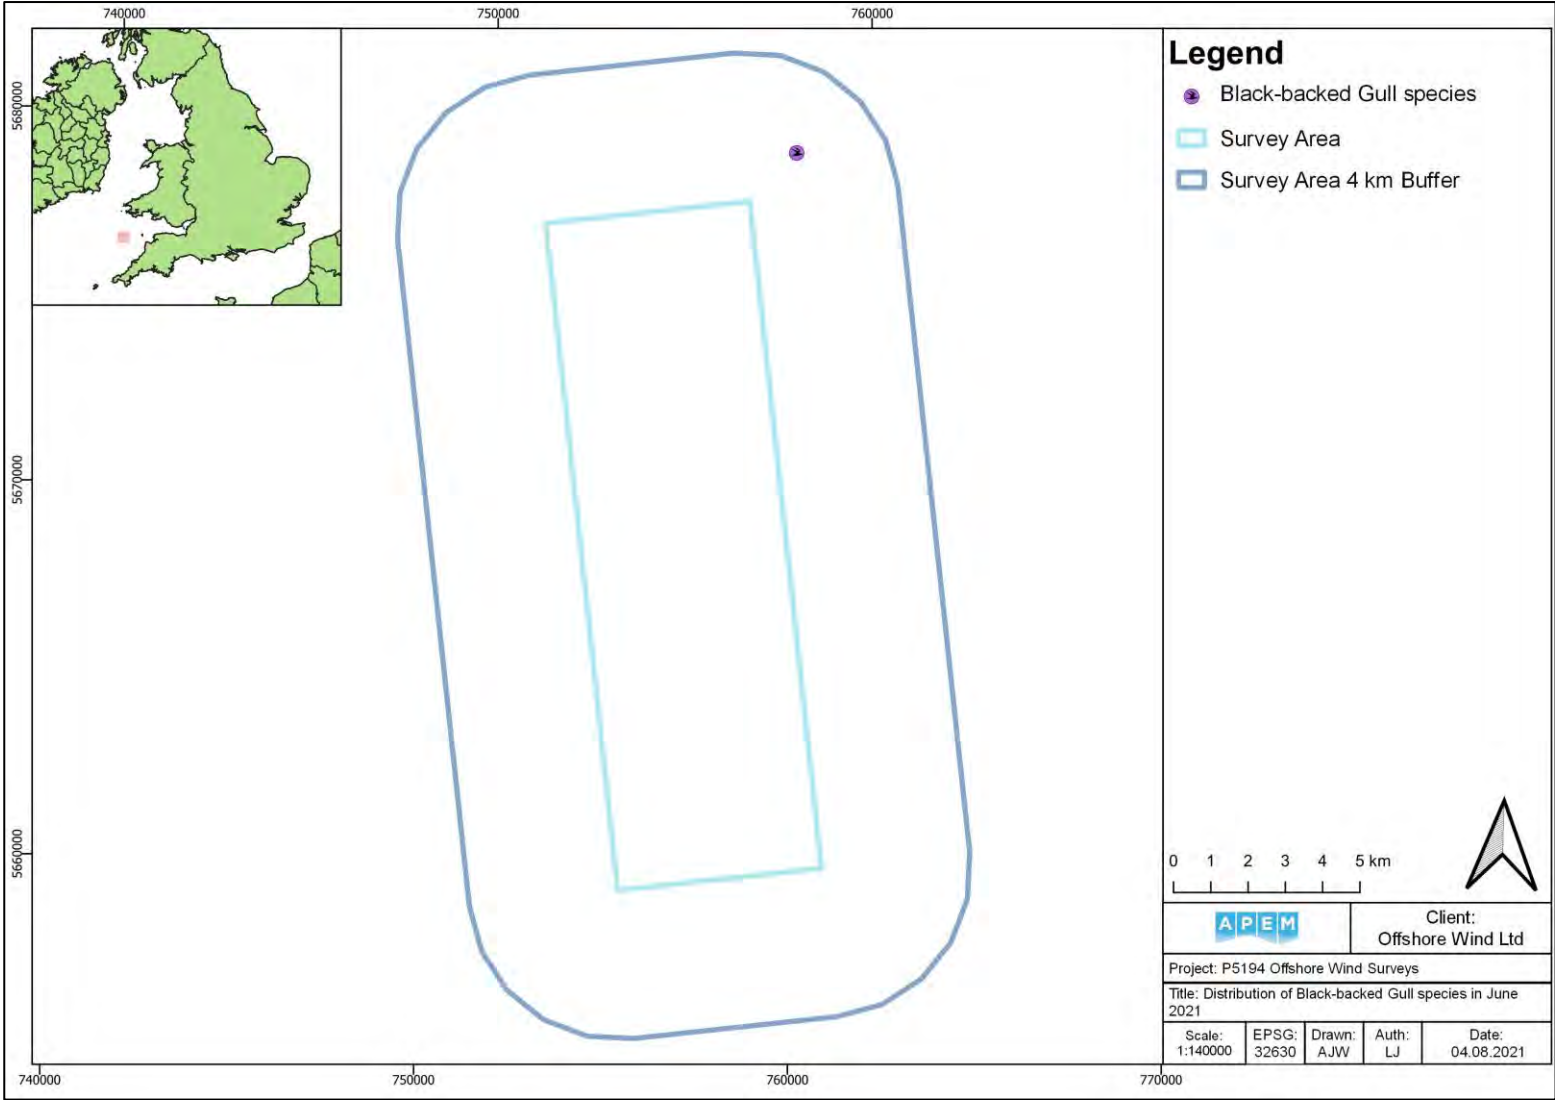 740000
750000
760000
5680000
5670000
5660000
740000
750000
760000
770000
Legend
Black-backed Gull species
Survey Area
Survey Area 4 km Buffer
0 1 2 3 4 5 km
APEM
Client:
Offshore Wind Ltd
Project: P5194 Offshore Wind Surveys
Title: Distribution of Black-backed Gull species in June
2021
Scale:
1:140000
EPSG:
32630
Drawn:
AJW
Auth:
LJ
Date:
04.08.2021